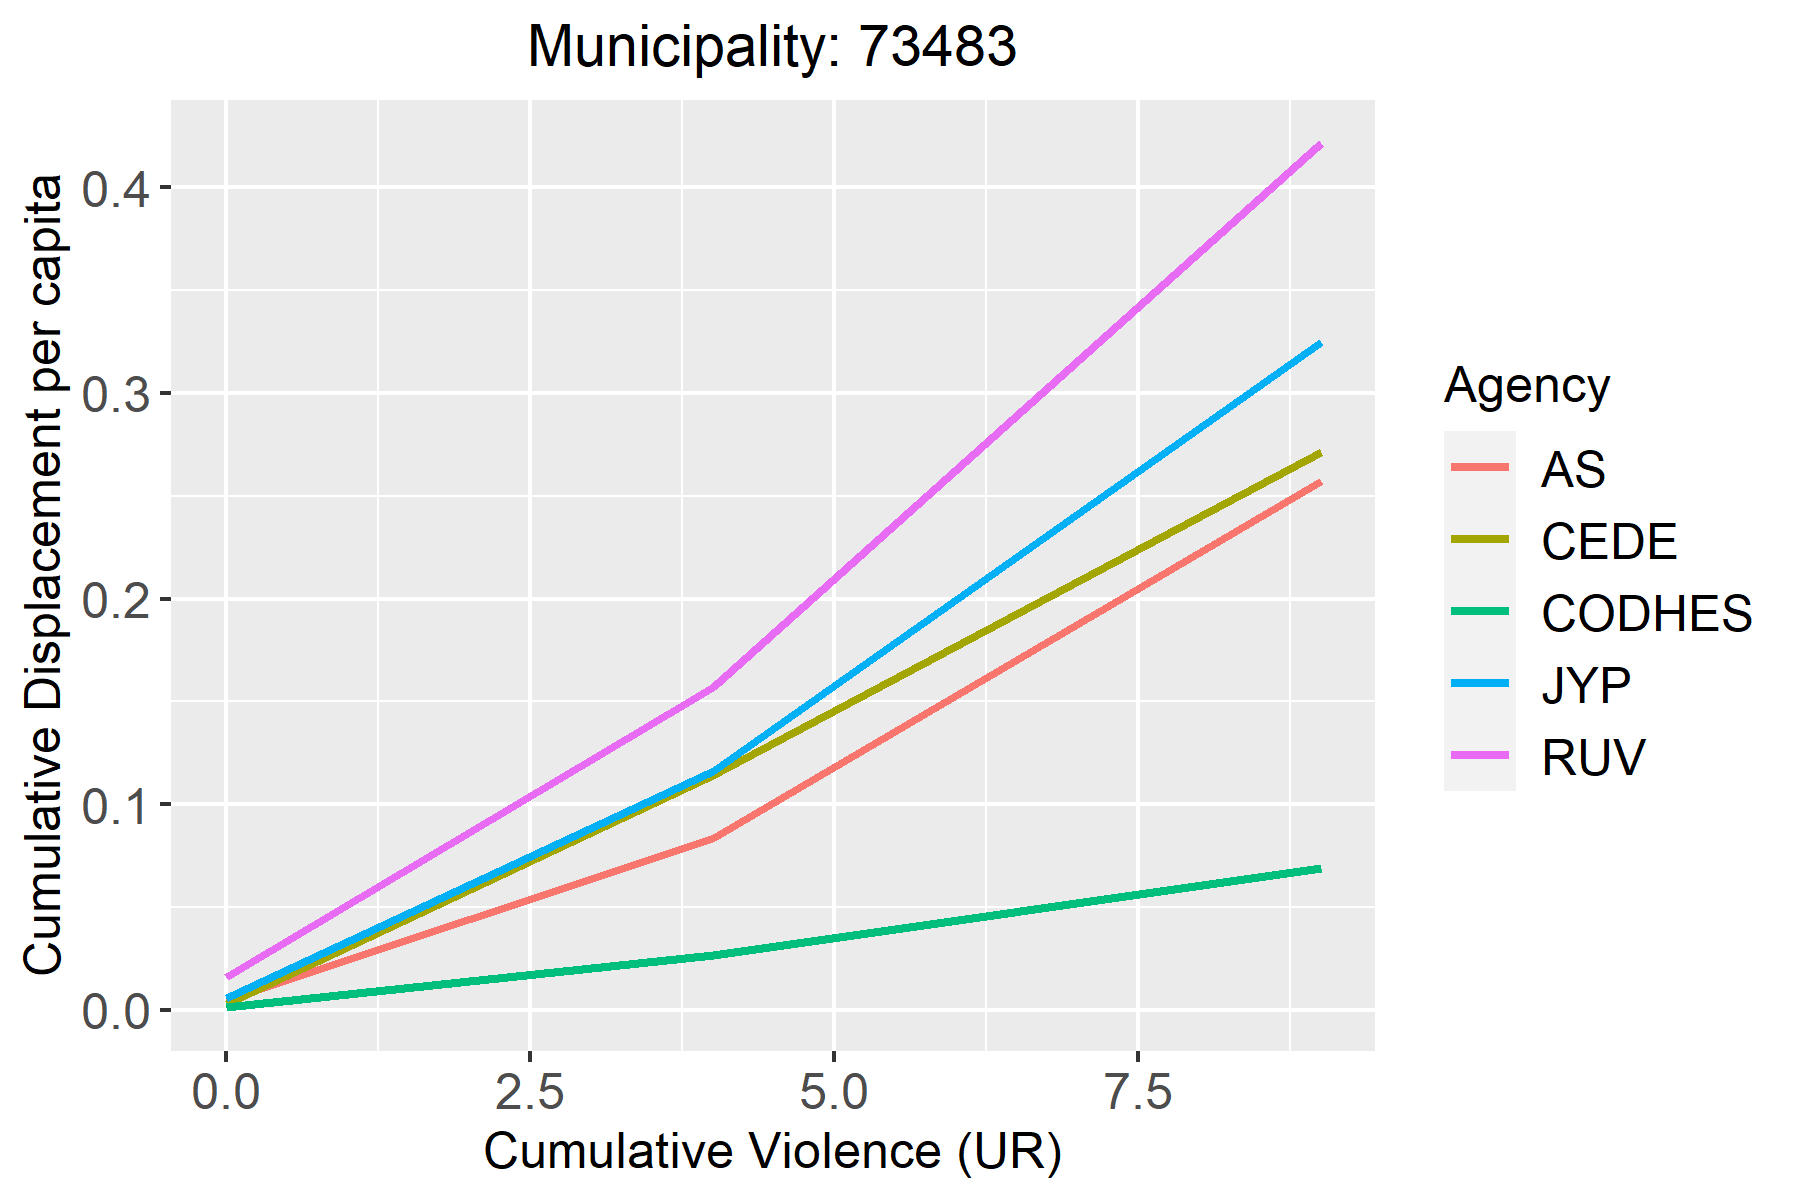 Municipality: 73483
Cumulative Displacement per capita
0.4
0.3
0.2
0.1
0.0
0.0 2.5 5.0 7.5
Cumulative Violence (UR)
Agency
AS
CEDE
CODHES
JYP
RUV